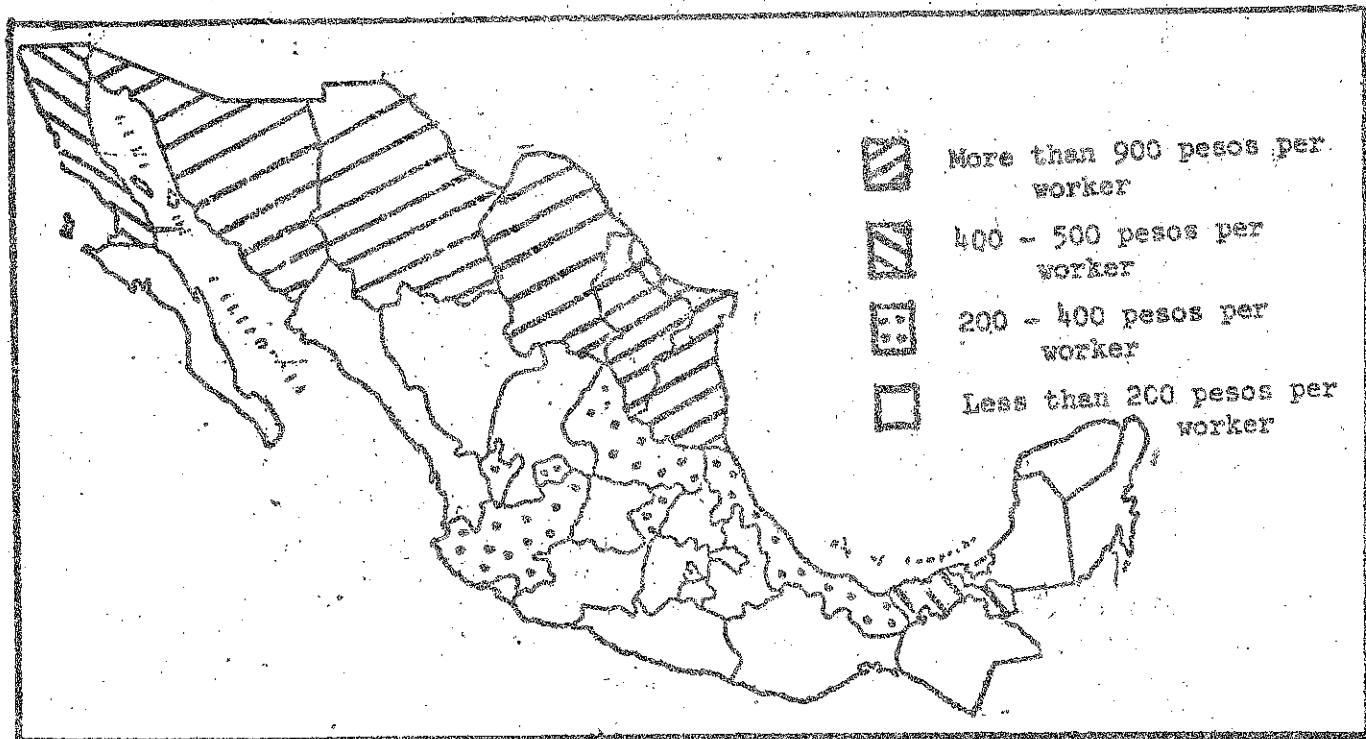 More than 900 pesos per
worker
400 - 500 pesos per
worker
200 - 400 pesos per
worker
Less than 200 pesos per
worker